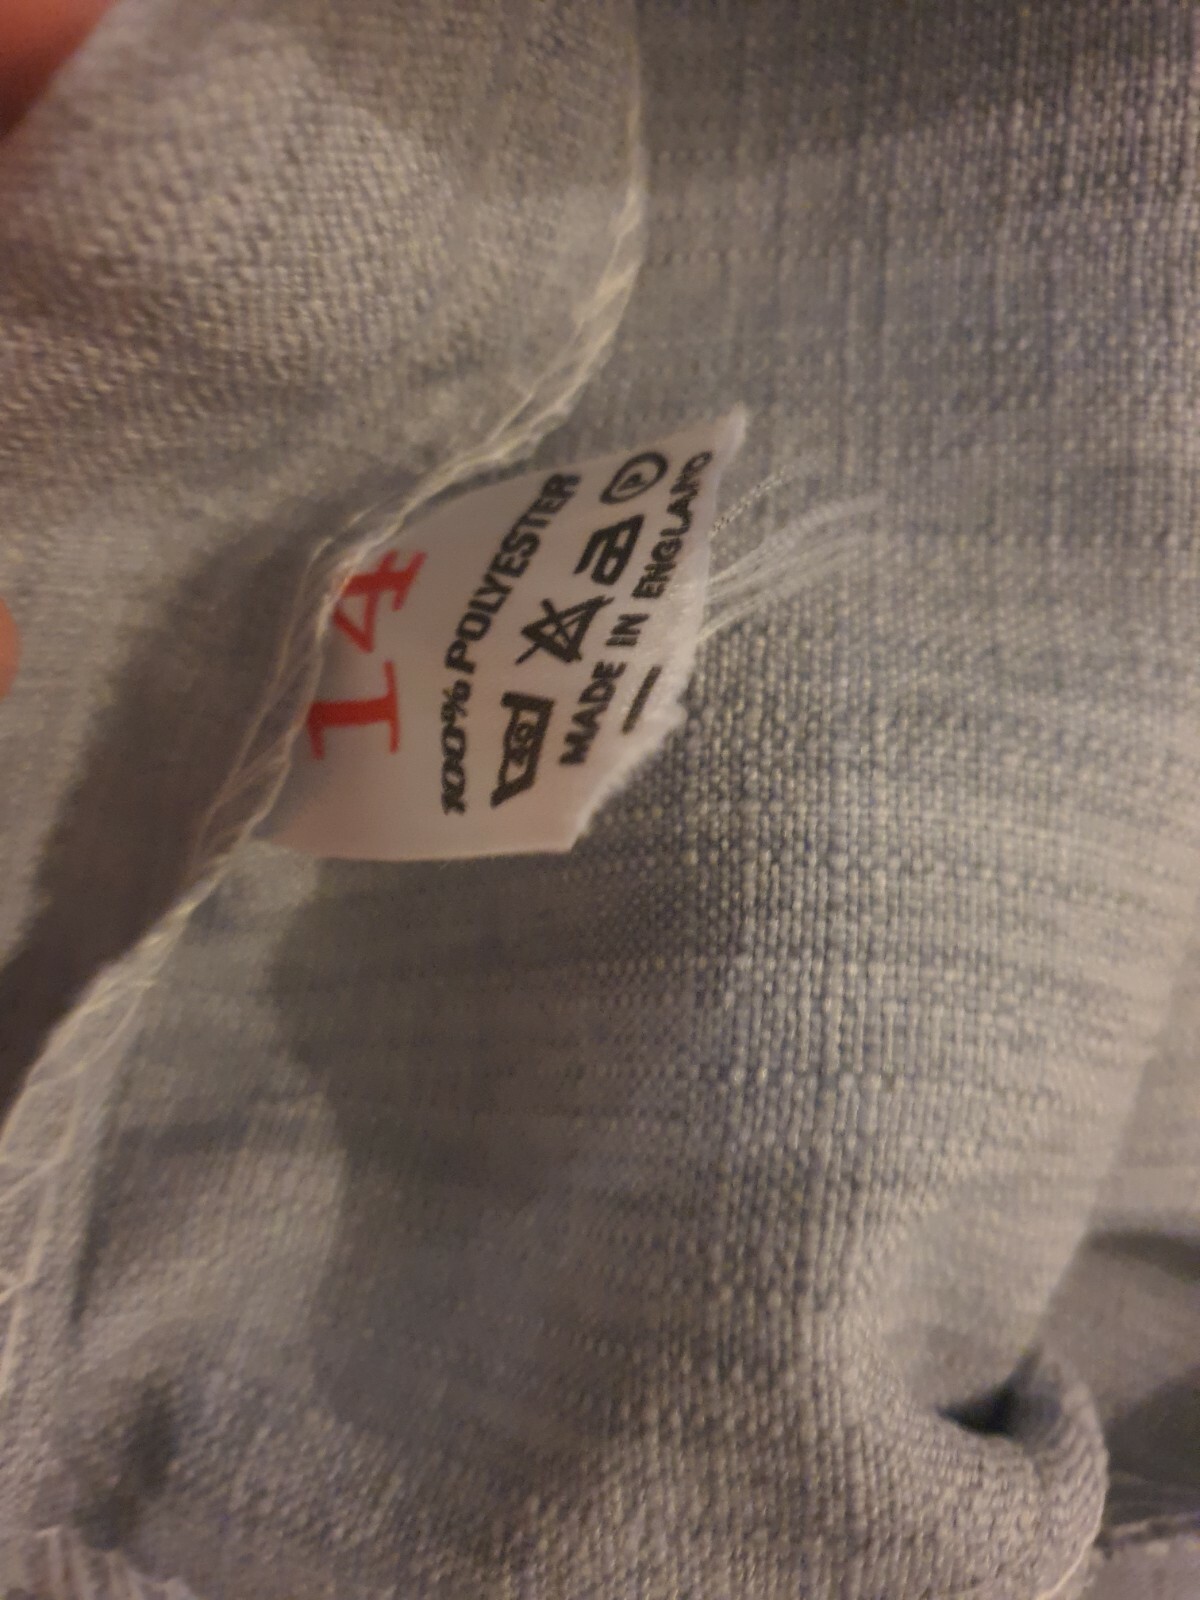 14
100% POLYESTER
P
MADE IN ENGLAND